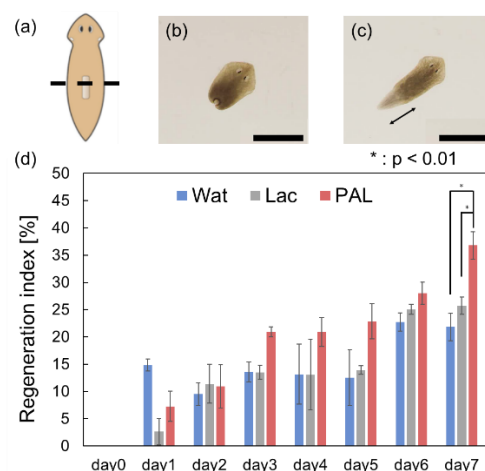 (a)
(b)
(c)
* : p < 0.01
(d)
Regeneration index [%]
50
45
40
35
30
25
20
15
10
5
0
Wat Lac PAL
*
*
day0 day1 day2 day3 day4 day5 day6 day7